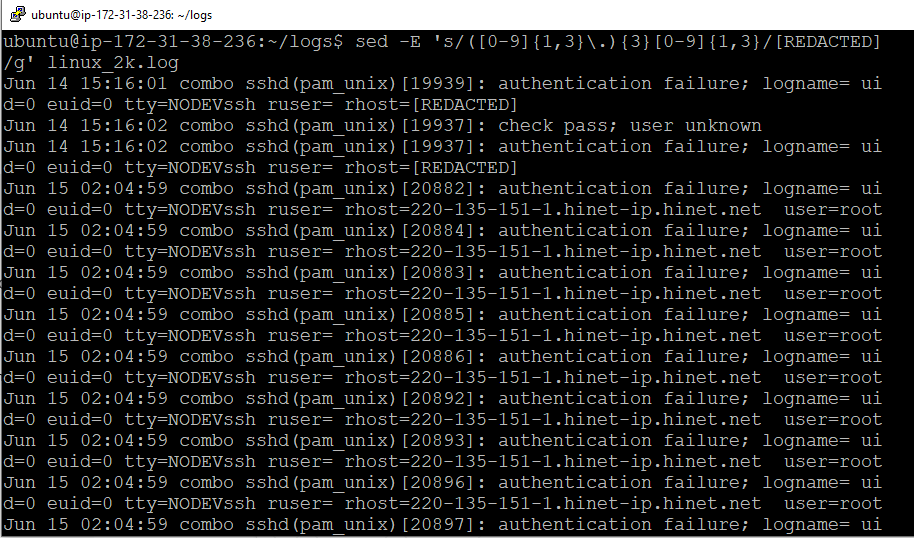 ubuntu@ip-172-31-38-236: ~/logs
ubuntu@ip-172-31-38-236:~/logs$ sed -E 's/([0-9]{1,3}\.){3}[0-9]{1,3}/[REDACTED]
/g' linux_2k.log
Jun 14 15:16:01 combo sshd(pam_unix)[19939]: authentication failure; logname= ui
d=0 euid=0 tty=NODEVssh ruser= rhost=[REDACTED]
Jun 14 15:16:02 combo sshd(pam_unix)[19937]: check pass; user unknown
Jun 14 15:16:02 combo sshd(pam_unix)[19937]: authentication failure; logname= ui
d=0 euid=0 tty=NODEVssh ruser= rhost=[REDACTED]
Jun 15 02:04:59 combo sshd(pam_unix)[20882]: authentication failure; logname= ui
d=0 euid=0 tty=NODEVssh ruser= rhost=220-135-151-1.hinet-ip.hinet.net  user=root
Jun 15 02:04:59 combo sshd(pam_unix)[20884]: authentication failure; logname= ui
d=0 euid=0 tty=NODEVssh ruser= rhost=220-135-151-1.hinet-ip.hinet.net  user=root
Jun 15 02:04:59 combo sshd(pam_unix)[20883]: authentication failure; logname= ui
d=0 euid=0 tty=NODEVssh ruser= rhost=220-135-151-1.hinet-ip.hinet.net  user=root
Jun 15 02:04:59 combo sshd(pam_unix)[20885]: authentication failure; logname= ui
d=0 euid=0 tty=NODEVssh ruser= rhost=220-135-151-1.hinet-ip.hinet.net  user=root
Jun 15 02:04:59 combo sshd(pam_unix)[20886]: authentication failure; logname= ui
d=0 euid=0 tty=NODEVssh ruser= rhost=220-135-151-1.hinet-ip.hinet.net  user=root
Jun 15 02:04:59 combo sshd(pam_unix)[20892]: authentication failure; logname= ui
d=0 euid=0 tty=NODEVssh ruser= rhost=220-135-151-1.hinet-ip.hinet.net  user=root
Jun 15 02:04:59 combo sshd(pam_unix)[20893]: authentication failure; logname= ui
d=0 euid=0 tty=NODEVssh ruser= rhost=220-135-151-1.hinet-ip.hinet.net  user=root
Jun 15 02:04:59 combo sshd(pam_unix)[20896]: authentication failure; logname= ui
d=0 euid=0 tty=NODEVssh ruser= rhost=220-135-151-1.hinet-ip.hinet.net  user=root
Jun 15 02:04:59 combo sshd(pam_unix)[20897]: authentication failure; logname= ui